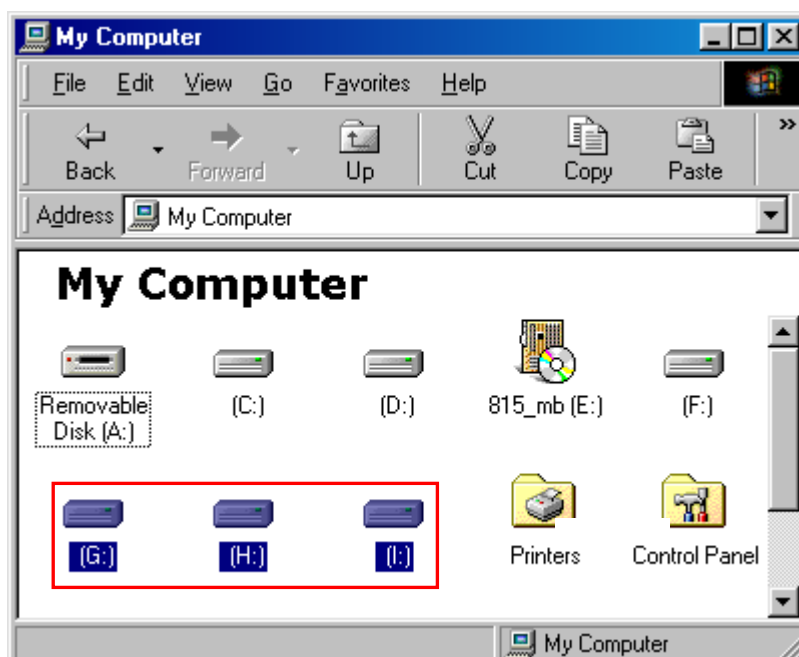 My Computer
File Edit View Go Favorites Help
»
Back Forward Up Cut Copy Paste
Address My Computer
My Computer
Removable
Disk (A:)
(C:)
(D:)
815_mb (E:)
(F:)
(G:)
(H:)
(I:)
Printers
Control Panel
My Computer